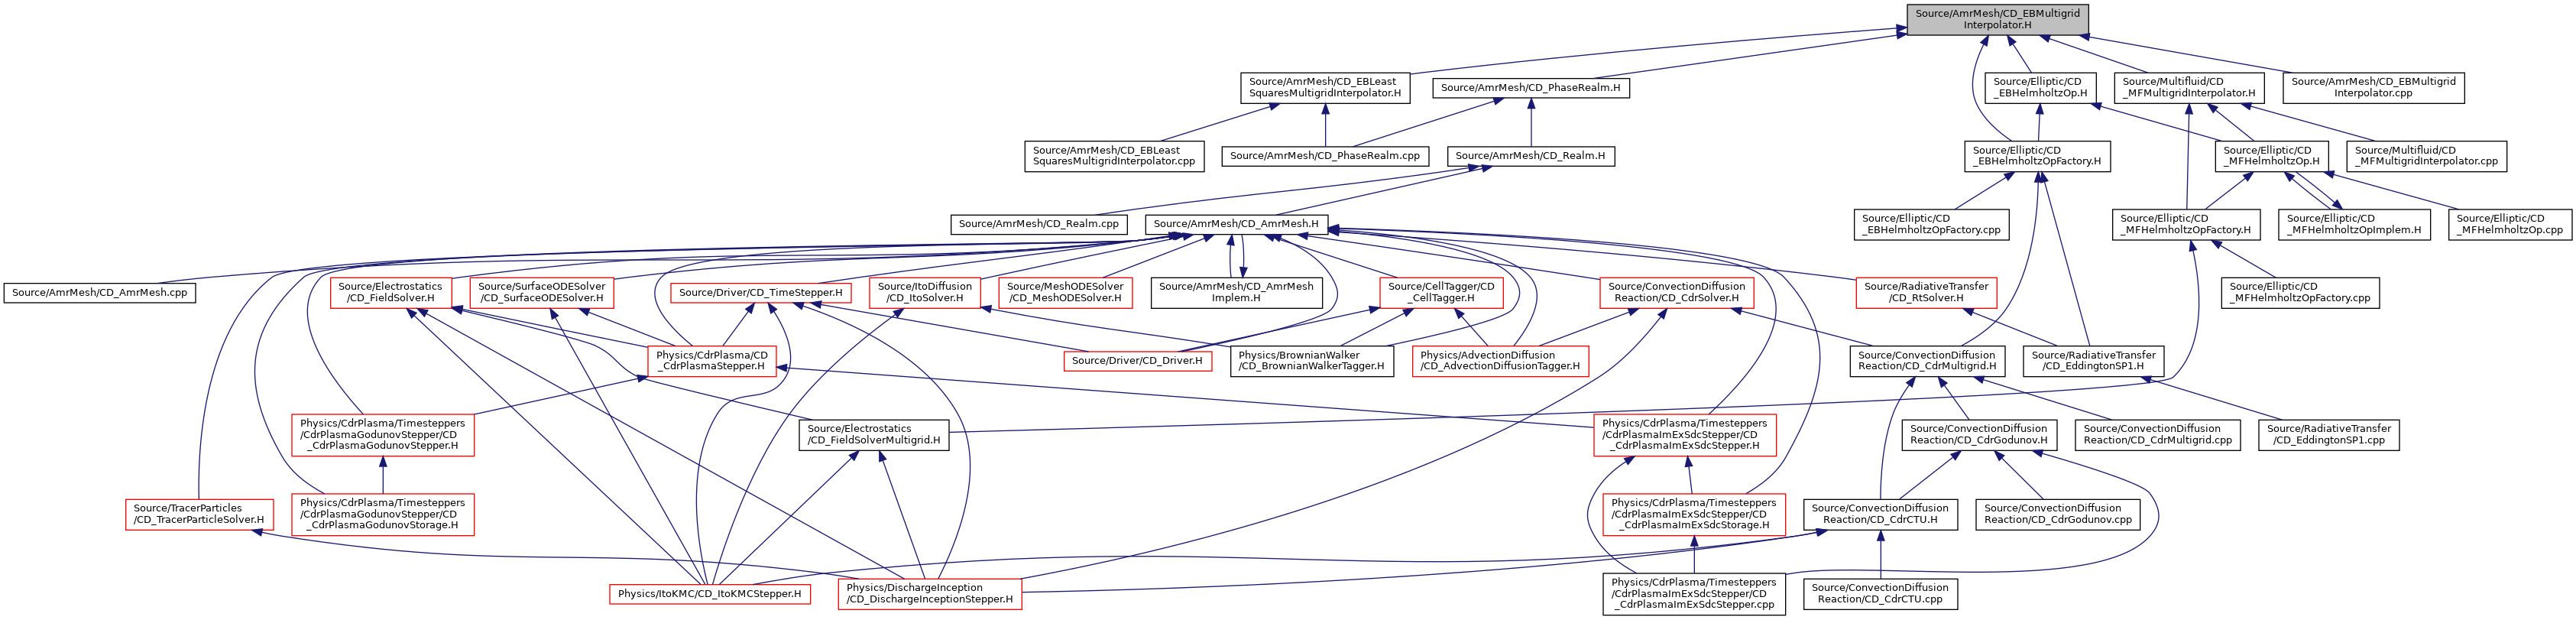 Source/AmrMesh/CD_EBMultigrid
Interpolator.H
Source/AmrMesh/CD_EBLeast
SquaresMultigridInterpolator.H
Source/AmrMesh/CD_PhaseRealm.H
Source/Elliptic/CD
_EBHelmholtzOp.H
Source/Multifluid/CD
_MFMultigridInterpolator.H
Source/AmrMesh/CD_EBMultigrid
Interpolator.cpp
Source/AmrMesh/CD_EBLeast
SquaresMultigridInterpolator.cpp
Source/AmrMesh/CD_PhaseRealm.cpp
Source/AmrMesh/CD_Realm.H
Source/Elliptic/CD
_EBHelmholtzOpFactory.H
Source/Elliptic/CD
_MFHelmholtzOp.H
Source/Multifluid/CD
_MFMultigridInterpolator.cpp
Source/AmrMesh/CD_Realm.cpp
Source/AmrMesh/CD_AmrMesh.H
Source/Elliptic/CD
_EBHelmholtzOpFactory.cpp
Source/Elliptic/CD
_MFHelmholtzOpFactory.H
Source/Elliptic/CD
_MFHelmholtzOpImplem.H
Source/Elliptic/CD
_MFHelmholtzOp.cpp
Source/AmrMesh/CD_AmrMesh.cpp
Source/Electrostatics
/CD_FieldSolver.H
Source/SurfaceODESolver
/CD_SurfaceODESolver.H
Source/Driver/CD_TimeStepper.H
Source/ItoDiffusion
/CD_ItoSolver.H
Source/MeshODESolver
/CD_MeshODESolver.H
Source/AmrMesh/CD_AmrMesh
Implem.H
Source/CellTagger/CD
_CellTagger.H
Source/ConvectionDiffusion
Reaction/CD_CdrSolver.H
Source/RadiativeTransfer
/CD_RtSolver.H
Source/Elliptic/CD
_MFHelmholtzOpFactory.cpp
Physics/CdrPlasma/CD
_CdrPlasmaStepper.H
Source/Driver/CD_Driver.H
Physics/BrownianWalker
/CD_BrownianWalkerTagger.H
Physics/AdvectionDiffusion
/CD_AdvectionDiffusionTagger.H
Source/ConvectionDiffusion
Reaction/CD_CdrMultigrid.H
Source/RadiativeTransfer
/CD_EddingtonSP1.H
Physics/CdrPlasma/Timesteppers
/CdrPlasmaGodunovStepper/CD
_CdrPlasmaGodunovStepper.H
Source/Electrostatics
/CD_FieldSolverMultigrid.H
Physics/CdrPlasma/Timesteppers
/CdrPlasmaImExSdcStepper/CD
_CdrPlasmaImExSdcStepper.H
Source/ConvectionDiffusion
Reaction/CD_CdrGodunov.H
Source/ConvectionDiffusion
Reaction/CD_CdrMultigrid.cpp
Source/RadiativeTransfer
/CD_EddingtonSP1.cpp
Source/TracerParticles
/CD_TracerParticleSolver.H
Physics/CdrPlasma/Timesteppers
/CdrPlasmaGodunovStepper/CD
_CdrPlasmaGodunovStorage.H
Physics/CdrPlasma/Timesteppers
/CdrPlasmaImExSdcStepper/CD
_CdrPlasmaImExSdcStorage.H
Source/ConvectionDiffusion
Reaction/CD_CdrCTU.H
Source/ConvectionDiffusion
Reaction/CD_CdrGodunov.cpp
Physics/ItoKMC/CD_ItoKMCStepper.H
Physics/DischargeInception
/CD_DischargeInceptionStepper.H
Physics/CdrPlasma/Timesteppers
/CdrPlasmaImExSdcStepper/CD
_CdrPlasmaImExSdcStepper.cpp
Source/ConvectionDiffusion
Reaction/CD_CdrCTU.cpp